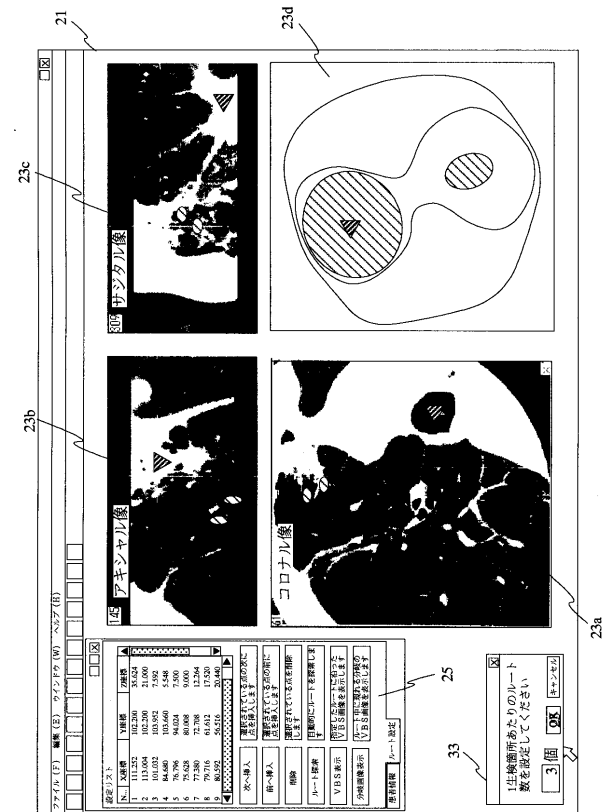 21
ファイル (F) 編集 (E) ウインドウ (W) ヘルプ (H)
設定リスト
N... X座標 Y座標 Z座標
1 111.252 102.200 35.624
2 113.004 102.200 21.000
3 101.032 103.952 7.592
4 84.680 103.660 4.548
5 76.796 94.024 7.500
6 75.628 80.008 9.000
7 77.380 72.708 12.264
8 79.716 61.612 17.520
9 80.592 56.516 20.440
次へ挿入 選択されている点の次に
点を挿入します
前へ挿入 選択されている点の前に
点を挿入します
削除 選択されている点を削除
します
ルート探索 自動的にルートを探索しま
す
VBS表示 指定したルートに沿った
VBS画像を表示します
分岐画像表示 ルート中に現れる分岐の
VBS画像を表示します
患者情報 ルート設定
25
23b
145 アキシャル像
23c
309 サジタル像
61 コロナル像
23a
23d
33
1生検箇所あたりのルート
数を設定してください
3 個 OK キャンセル